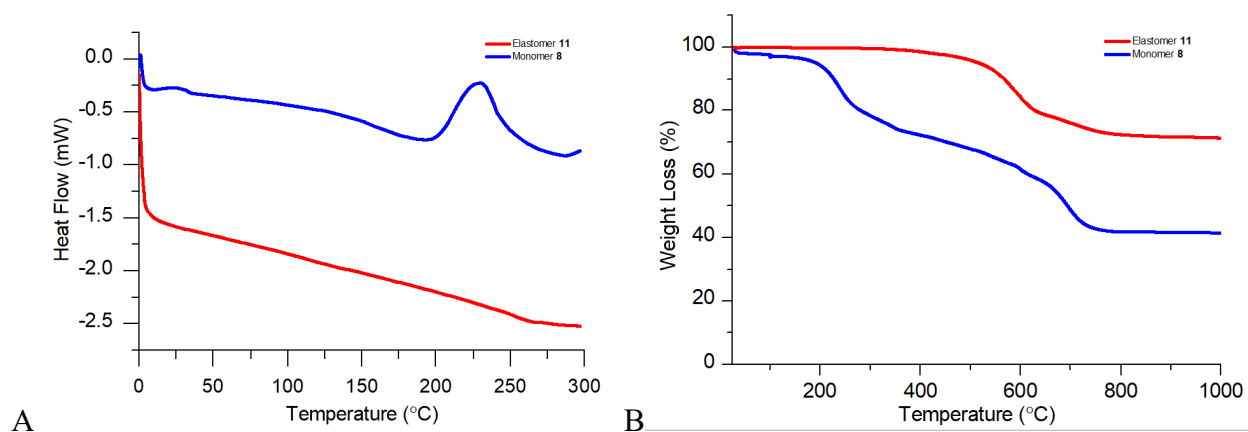 0.0
-0.5
-1.0
-1.5
-2.0
-2.5
Heat Flow (mW)
0 50 100 150 200 250 300
Temperature (°C)
Elastomer 11
Monomer 8
A
100
80
60
40
20
0
Weight Loss (%)
200 400 600 800 1000
Temperature (°C)
Elastomer 11
Monomer 8
B